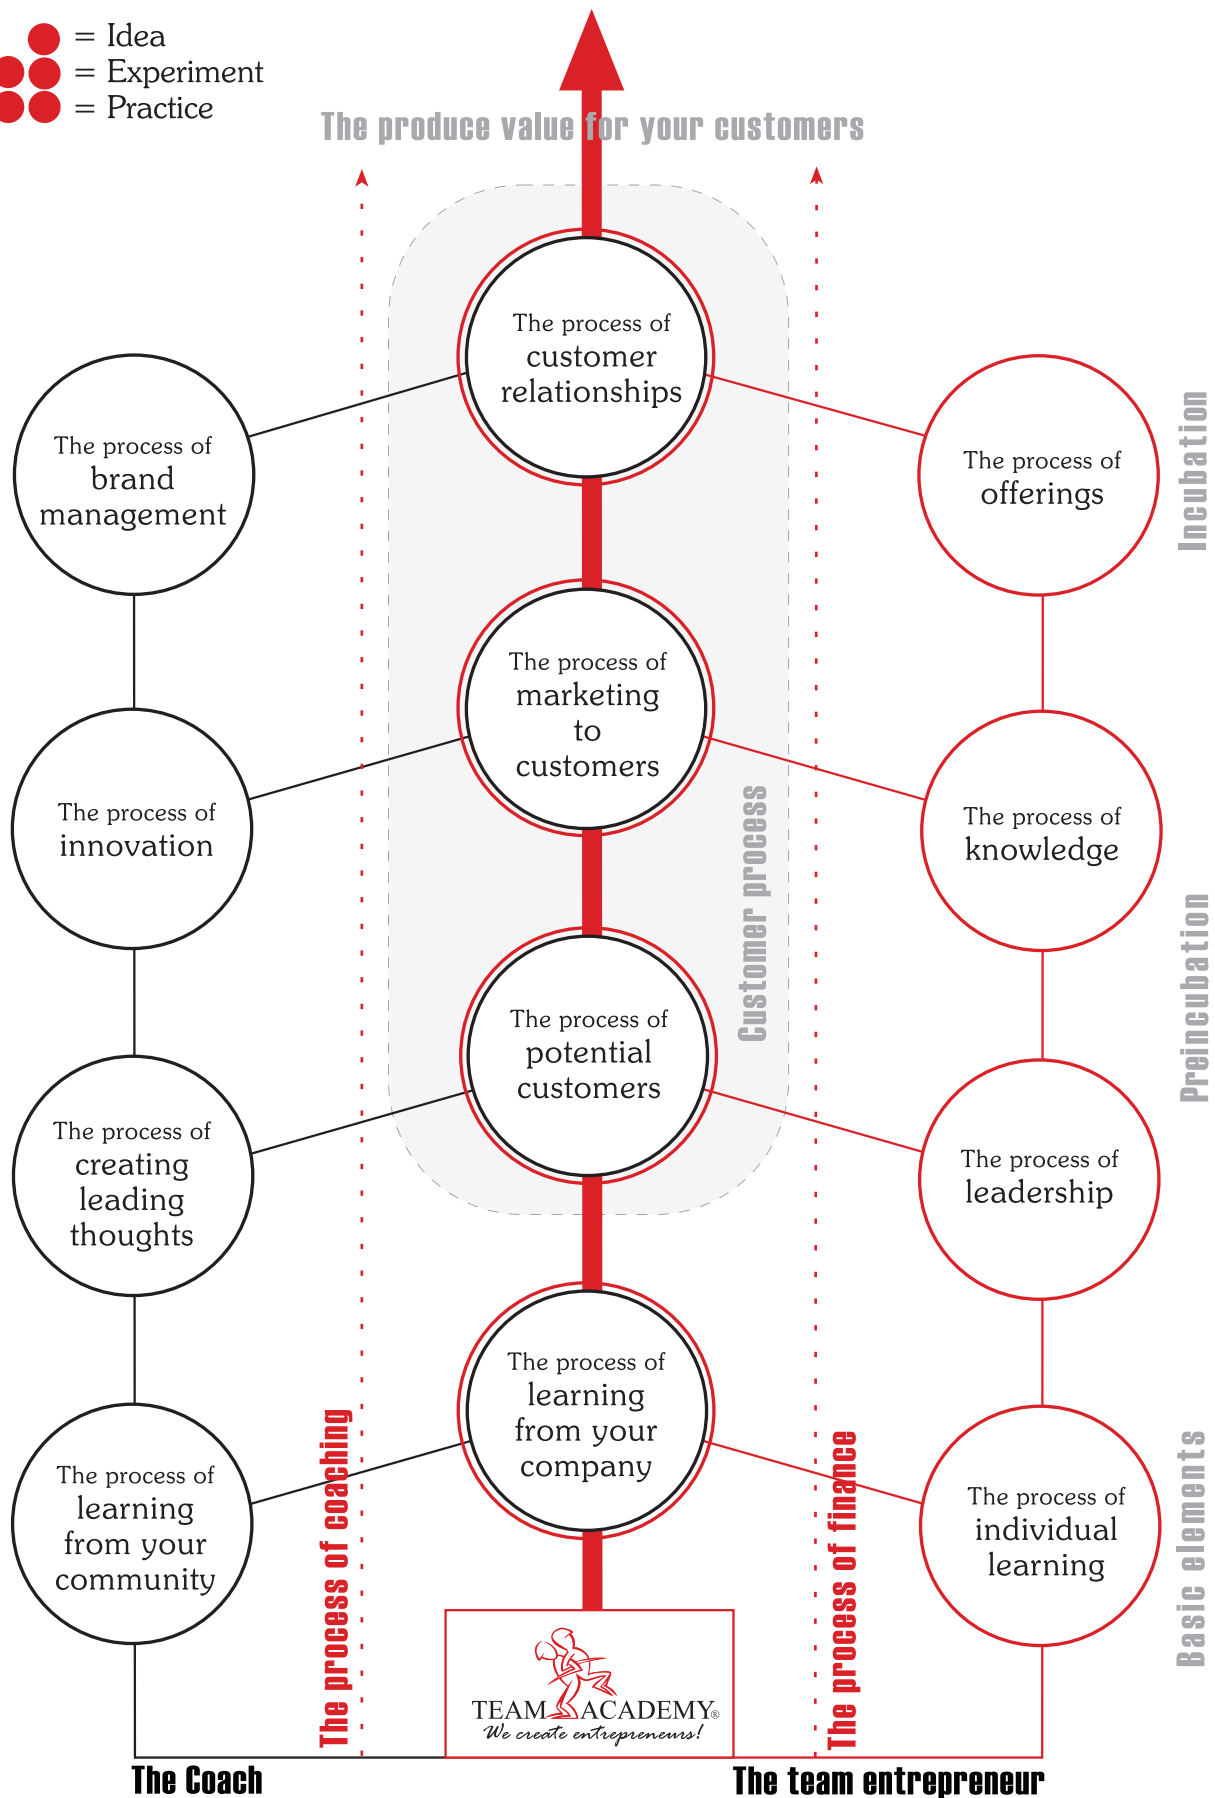 = Idea
= Experiment
= Practice
The produce value for your customers
The process of
customer
relationships
The process of
brand
management
The process of
offerings
Incubation
The process of
marketing
to
customers
The process of
innovation
The process of
knowledge
Customer process
Preincubation
The process of
potential
customers
The process of
creating
leading
thoughts
The process of
leadership
The process of
learning
from your
company
The process of
learning
from your
community
The process of
individual
learning
The process of coaching
The process of finance
Basic elements
TEAM ACADEMY®
We create entrepreneurs!
The Coach
The team entrepreneur